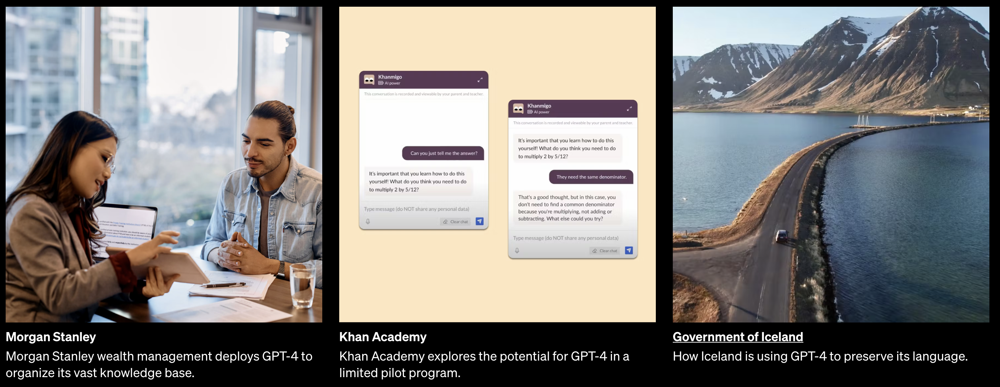 Khanmigo
AI power
This conversation is recorded and viewable by your parent and teacher.
Can you just tell me the answer?
It's important that you learn how to do this
yourself! What do you think you need to do
to multiply 2 by 5/12?
Type message (do NOT share any personal data)
Clear chat
Khanmigo
AI power
This conversation is recorded and viewable by your parent and teacher.
It's important that you learn how to do this
yourself! What do you think you need to do
to multiply 2 by 5/12?
They need the same denominator.
That's a good thought, but in this case, you
don't need to find a common denominator
because you're multiplying, not adding or
subtracting. What else could you try?
Type message (do NOT share any personal data)
Clear chat
Morgan Stanley
Morgan Stanley wealth management deploys GPT-4 to
organize its vast knowledge base.
Khan Academy
Khan Academy explores the potential for GPT-4 in a
limited pilot program.
Government of Iceland
How Iceland is using GPT-4 to preserve its language.